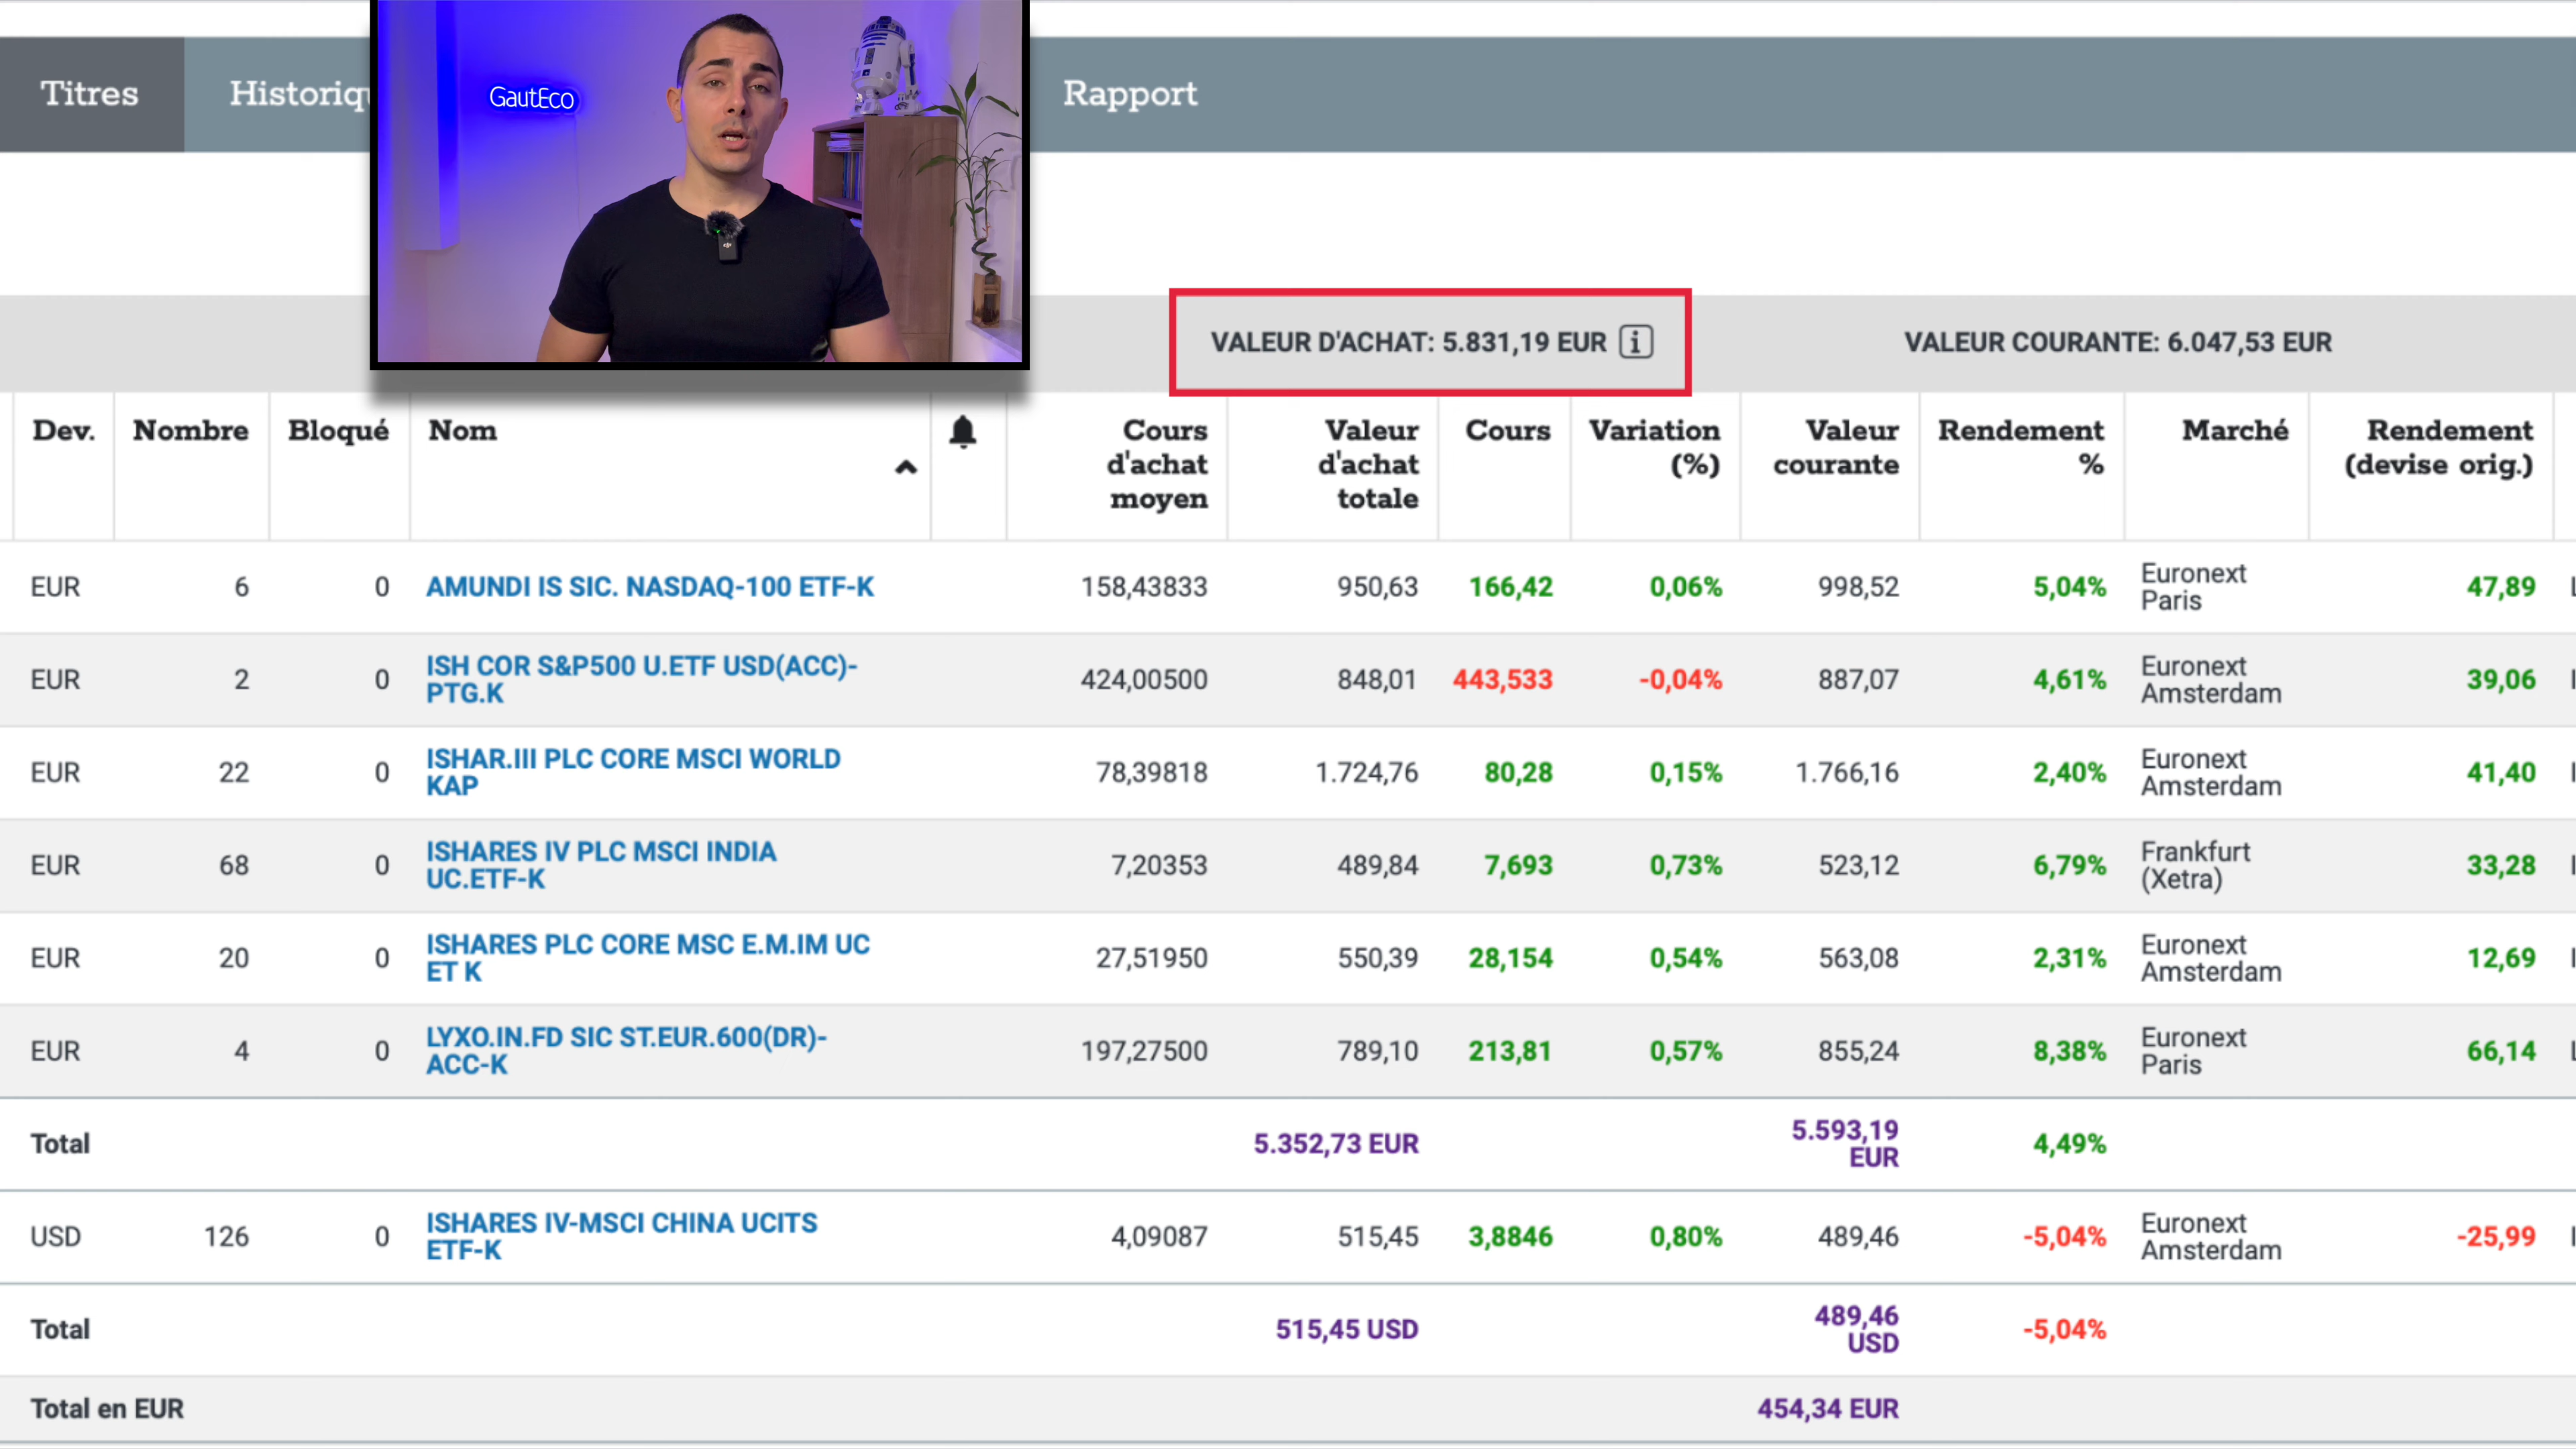 Titres
Historiqu
GautEco
Rapport
VALEUR D'ACHAT: 5.831,19 EUR i
VALEUR COURANTE: 6.047,53 EUR
Dev. Nombre Bloqué Nom Cours d'achat moyen Valeur d'achat totale Cours Variation (%) Valeur courante Rendement % Marché Rendement (devise orig.)
EUR 6 0 AMUNDI IS SIC. NASDAQ-100 ETF-K 158,43833 950,63 166,42 0,06% 998,52 5,04% Euronext Paris 47,89
EUR 2 0 ISH COR S&P500 U.ETF USD(ACC)-PTG.K 424,00500 848,01 443,533 -0,04% 887,07 4,61% Euronext Amsterdam 39,06
EUR 22 0 ISHAR.III PLC CORE MSCI WORLD KAP 78,39818 1.724,76 80,28 0,15% 1.766,16 2,40% Euronext Amsterdam 41,40
EUR 68 0 ISHARES IV PLC MSCI INDIA UC.ETF-K 7,20353 489,84 7,693 0,73% 523,12 6,79% Frankfurt (Xetra) 33,28
EUR 20 0 ISHARES PLC CORE MSC E.M.IM UC ET K 27,51950 550,39 28,154 0,54% 563,08 2,31% Euronext Amsterdam 12,69
EUR 4 0 LYXO.IN.FD SIC ST.EUR.600(DR)-ACC-K 197,27500 789,10 213,81 0,57% 855,24 8,38% Euronext Paris 66,14
Total 5.352,73 EUR 5.593,19 EUR 4,49%
USD 126 0 ISHARES IV-MSCI CHINA UCITS ETF-K 4,09087 515,45 3,8846 0,80% 489,46 -5,04% Euronext Amsterdam -25,99
Total 515,45 USD 489,46 USD -5,04%
Total en EUR 454,34 EUR